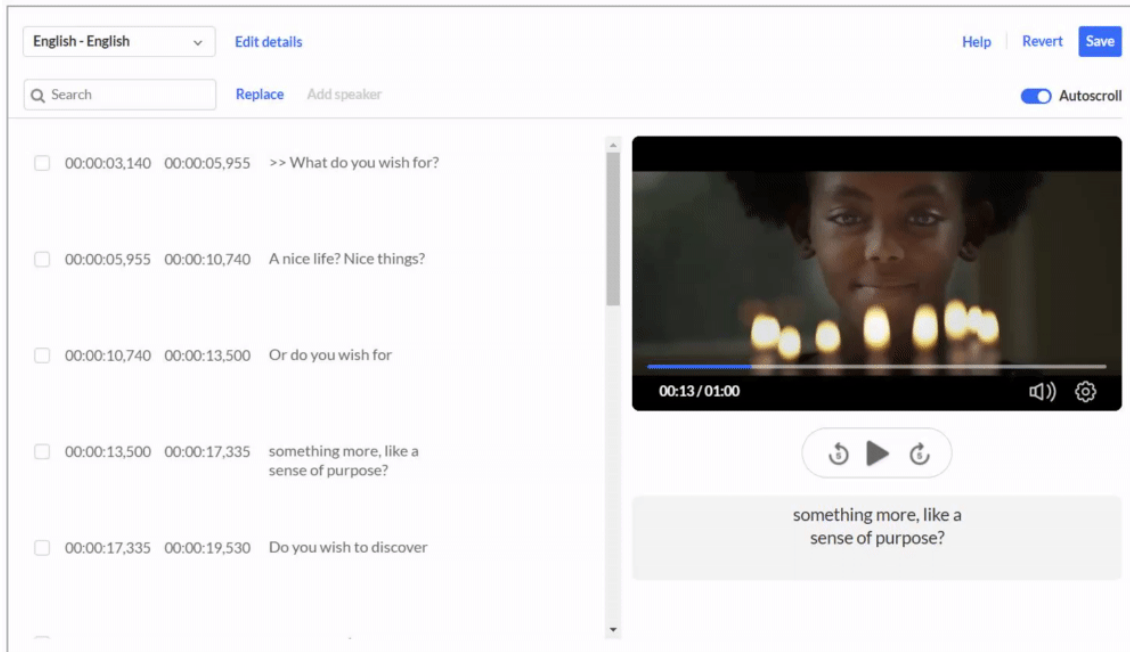 English - English
Edit details
Help
Revert
Save
Search
Replace
Add speaker
Autoscroll
00:00:03,140 00:00:05,955 >> What do you wish for?
00:00:05,955 00:00:10,740 A nice life? Nice things?
00:00:10,740 00:00:13,500 Or do you wish for
00:00:13,500 00:00:17,335 something more, like a
sense of purpose?
00:00:17,335 00:00:19,530 Do you wish to discover
00:13 / 01:00
5
5
something more, like a
sense of purpose?